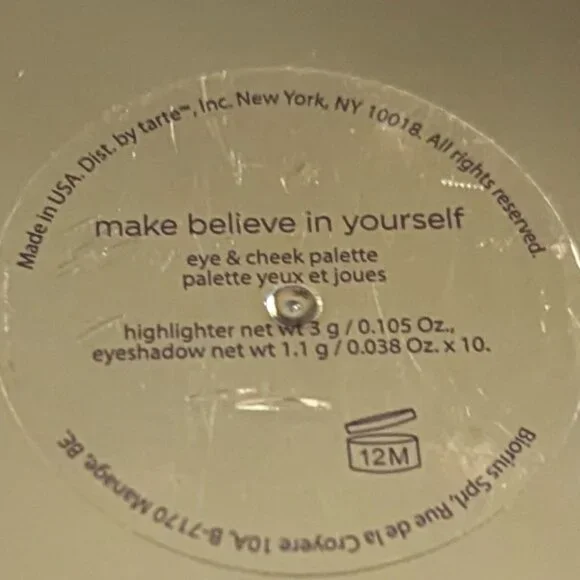 Made in USA. Dist. by tarte™, Inc. New York, NY 10018. All rights reserved.
make believe in yourself
eye & cheek palette
palette yeux et joues
highlighter net wt 3 g / 0.105 Oz.,
eyeshadow net wt 1.1 g / 0.038 Oz. x 10.
12M
Biorius Sprl, Rue de la Croyere 10A, B-7170 Manage, BE.